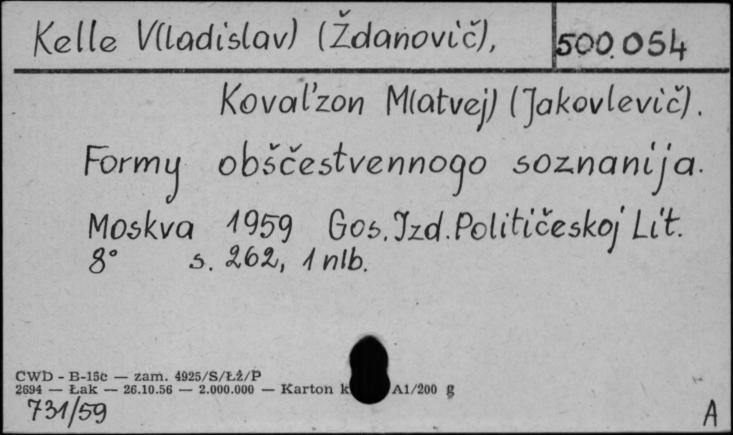 Kelle V(ladislav) (Ždanovič), 500.054
Koval'zon M(atvej) (Jakovlevič).
Formy obščestvennogo soznanija.
Moskva 1959 Gos. Izd. Političeskoj Lit.
8° s. 262, 1 nlb.
CWD - B-15c — zam. 4925/S/ŁŻ/P
2694 — Łak — 26.10.56 — 2.000.000 — Karton A1/200 g
731/59 A